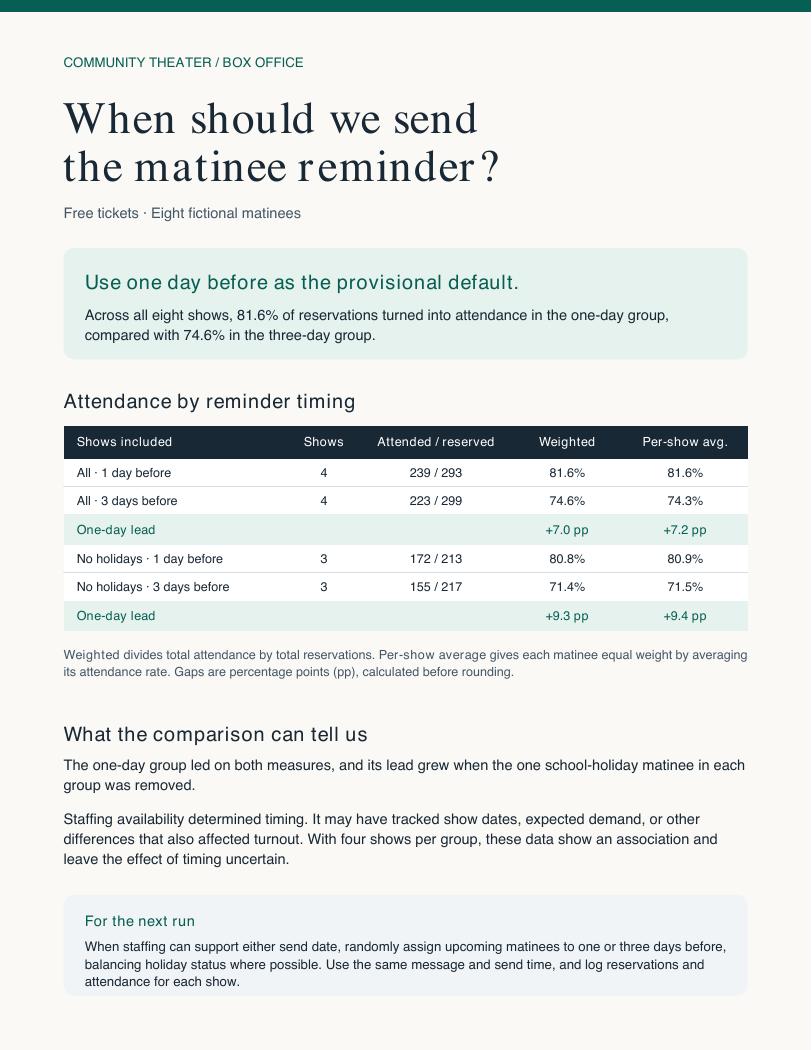 COMMUNITY THEATER / BOX OFFICE
When should we send
the matinee reminder?
Free tickets · Eight fictional matinees
Use one day before as the provisional default.
Across all eight shows, 81.6% of reservations turned into attendance in the one-day group,
compared with 74.6% in the three-day group.
Attendance by reminder timing
Shows included Shows Attended / reserved Weighted Per-show avg.
All · 1 day before 4 239 / 293 81.6% 81.6%
All · 3 days before 4 223 / 299 74.6% 74.3%
One-day lead +7.0 pp +7.2 pp
No holidays · 1 day before 3 172 / 213 80.8% 80.9%
No holidays · 3 days before 3 155 / 217 71.4% 71.5%
One-day lead +9.3 pp +9.4 pp
Weighted divides total attendance by total reservations. Per-show average gives each matinee equal weight by averaging
its attendance rate. Gaps are percentage points (pp), calculated before rounding.
What the comparison can tell us
The one-day group led on both measures, and its lead grew when the one school-holiday matinee in each
group was removed.
Staffing availability determined timing. It may have tracked show dates, expected demand, or other
differences that also affected turnout. With four shows per group, these data show an association and
leave the effect of timing uncertain.
For the next run
When staffing can support either send date, randomly assign upcoming matinees to one or three days before,
balancing holiday status where possible. Use the same message and send time, and log reservations and
attendance for each show.